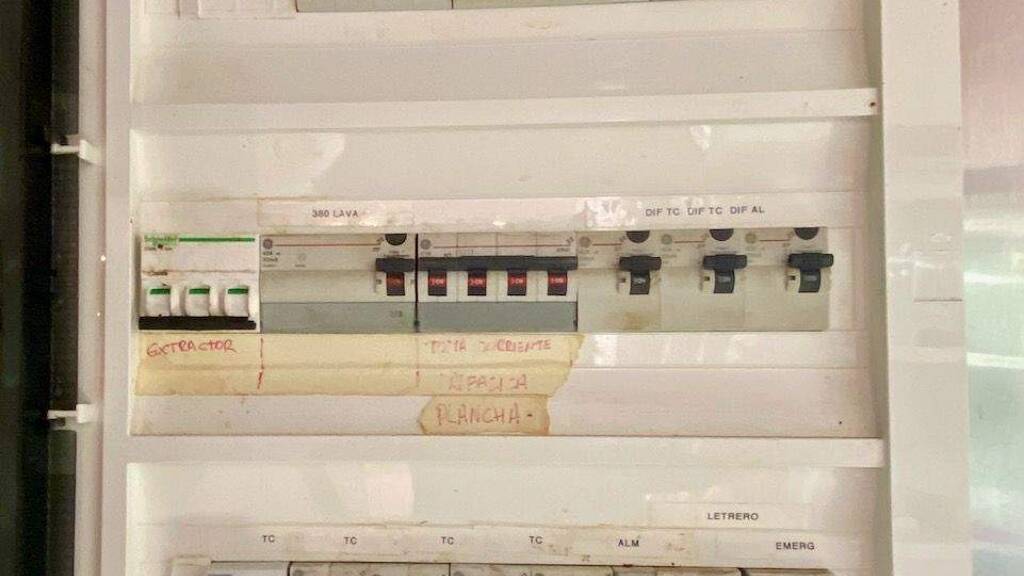 380 LAVA
DIF TC DIF TC DIF AL
Schneider
EXTRACTOR
TOMA CORRIENTE
PLANCHA-
LETRERO
TC TC TC TC ALM EMERG